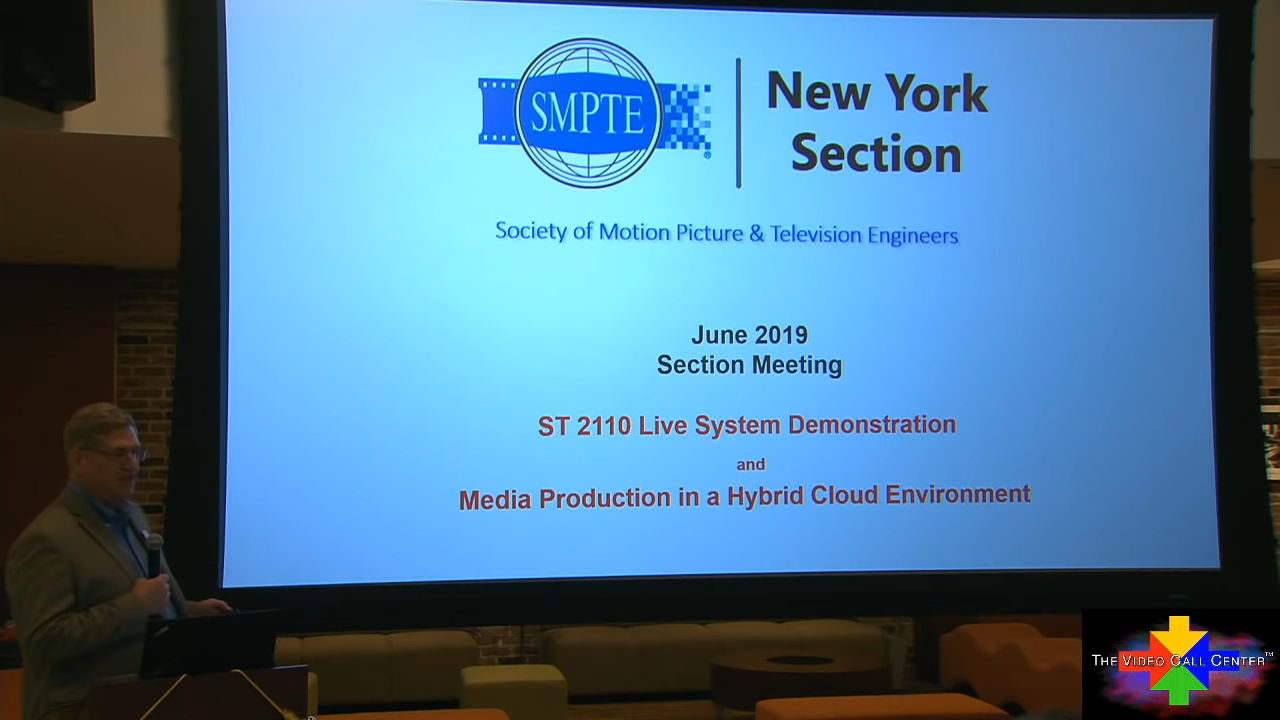 SMPTE
®
New York
Section
Society of Motion Picture & Television Engineers
June 2019
Section Meeting
ST 2110 Live System Demonstration
and
Media Production in a Hybrid Cloud Environment
THE VIDEO CALL CENTER™